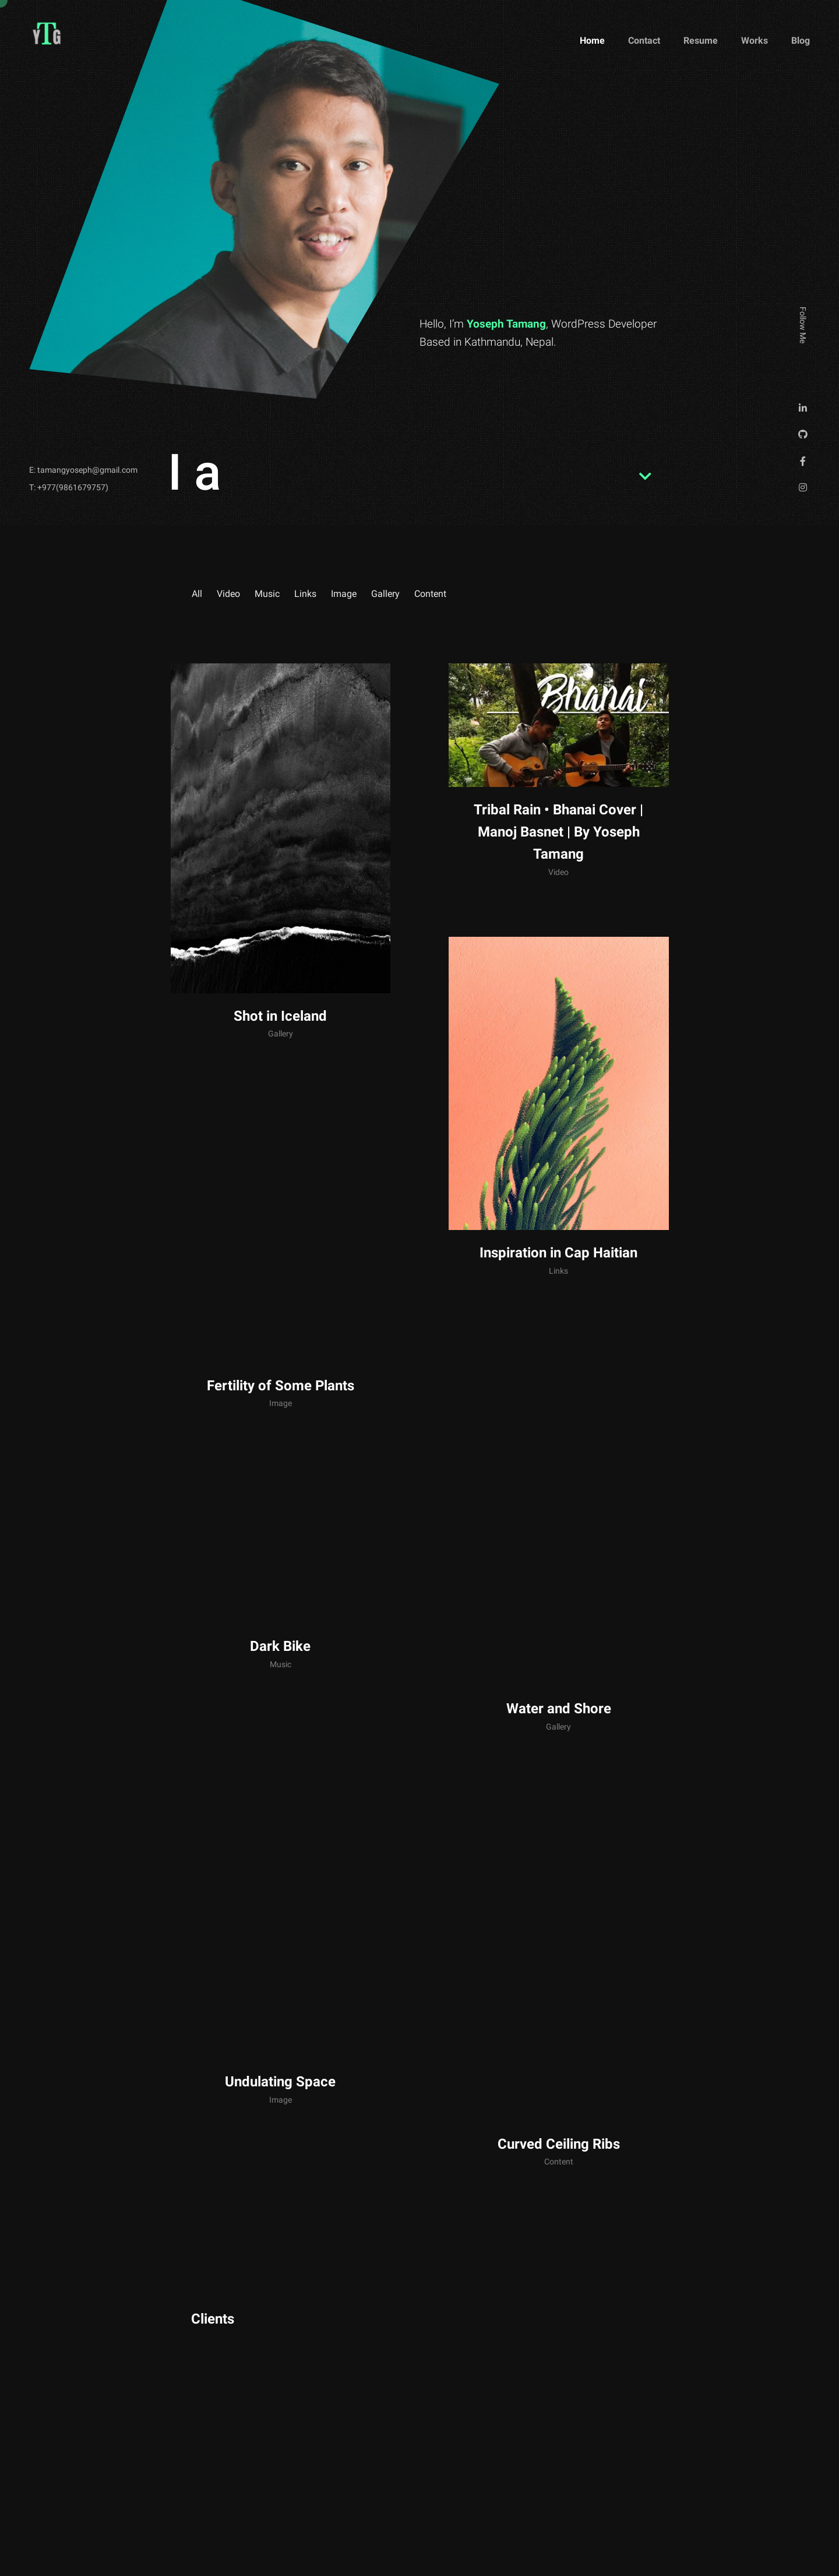 YTG
Home
Contact
Resume
Works
Blog
Hello, I'm Yoseph Tamang, WordPress Developer
Based in Kathmandu, Nepal.
Follow Me
E: tamangyoseph@gmail.com
T: +977(9861679757)
I a
All
Video
Music
Links
Image
Gallery
Content
Bhanai
Tribal Rain • Bhanai Cover |
Manoj Basnet | By Yoseph
Tamang
Video
Shot in Iceland
Gallery
Inspiration in Cap Haitian
Links
Fertility of Some Plants
Image
Dark Bike
Music
Water and Shore
Gallery
Undulating Space
Image
Curved Ceiling Ribs
Content
Clients